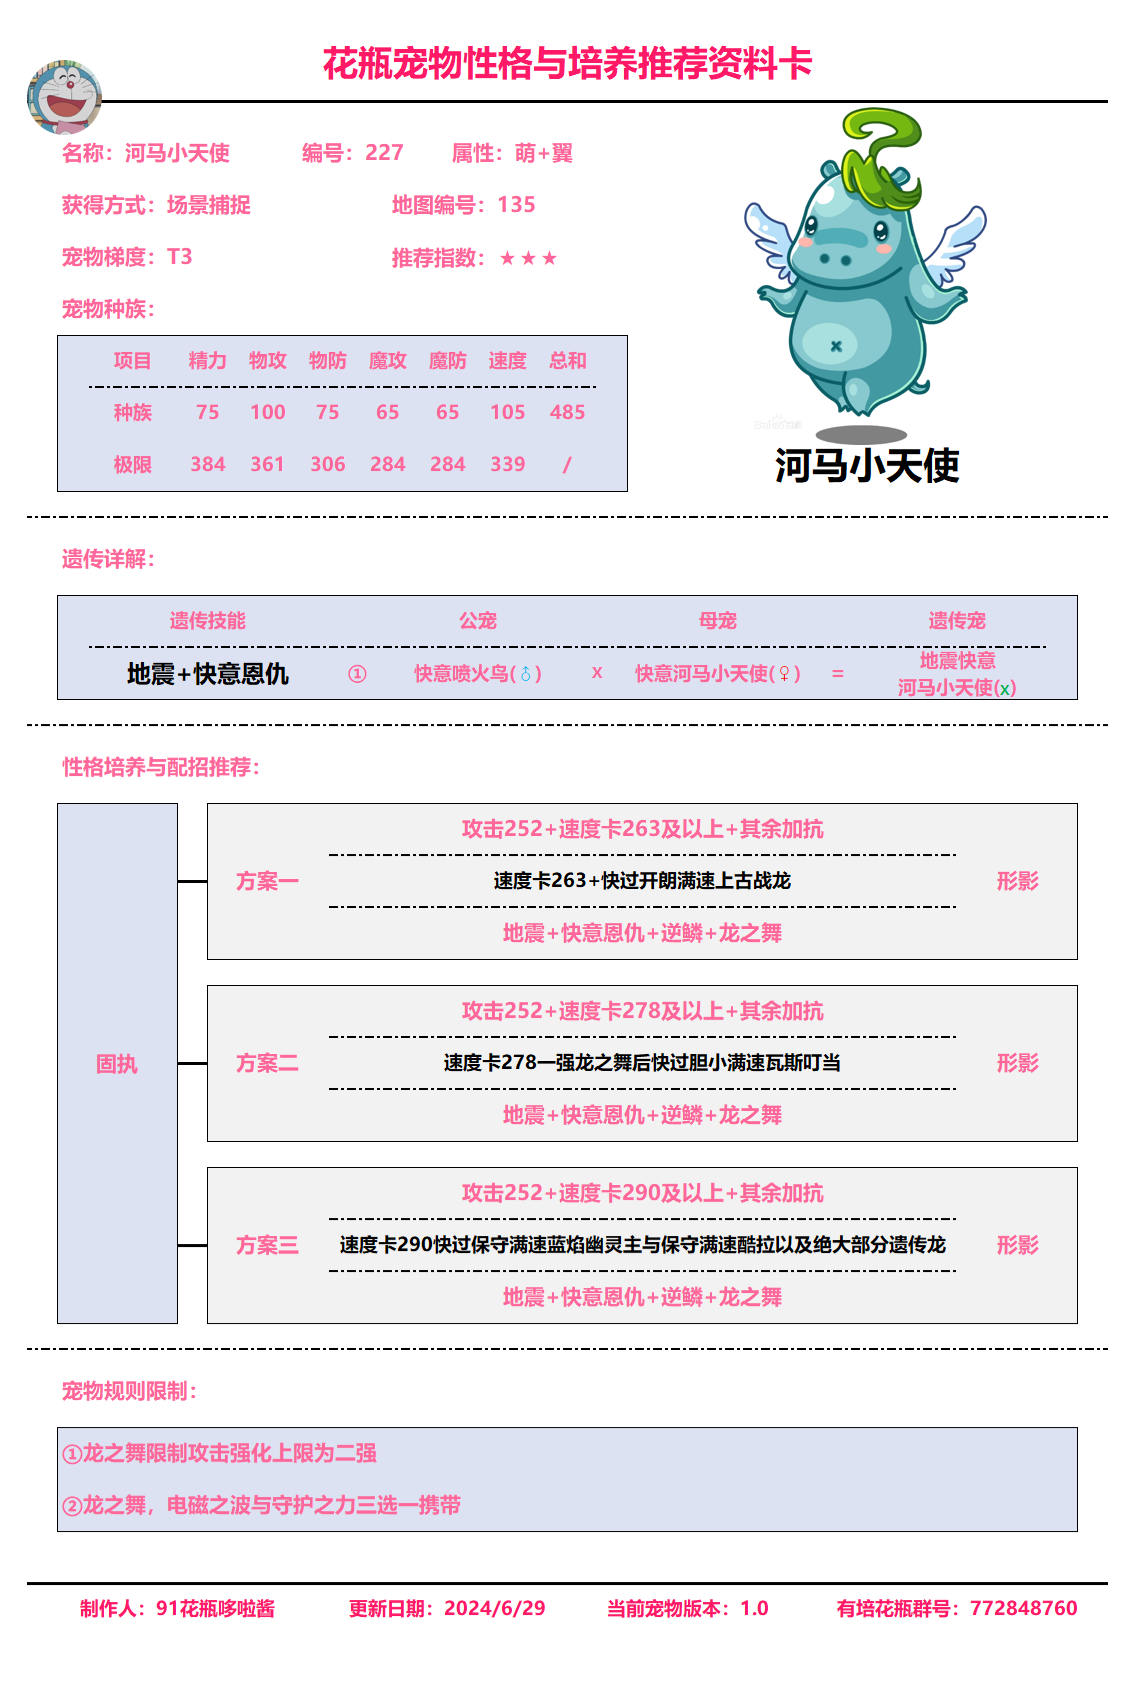 花瓶宠物性格与培养推荐资料卡
名称：河马小天使 编号：227 属性：萌+翼
获得方式：场景捕捉 地图编号：135
宠物梯度：T3 推荐指数：★★★
宠物种族：
项目 精力 物攻 物防 魔攻 魔防 速度 总和
种族 75 100 75 65 65 105 485
极限 384 361 306 284 284 339 /
河马小天使
遗传详解：
遗传技能 公宠 母宠 遗传宠
地震+快意恩仇 ① 快意喷火鸟(♂) x 快意河马小天使(♀) = 地震快意
河马小天使(x)
性格培养与配招推荐：
固执
攻击252+速度卡263及以上+其余加抗
方案一 速度卡263+快过开朗满速上古战龙 形影
地震+快意恩仇+逆鳞+龙之舞
攻击252+速度卡278及以上+其余加抗
方案二 速度卡278一强龙之舞后快过胆小满速瓦斯叮当 形影
地震+快意恩仇+逆鳞+龙之舞
攻击252+速度卡290及以上+其余加抗
方案三 速度卡290快过保守满速蓝焰幽灵主与保守满速酷拉以及绝大部分遗传龙 形影
地震+快意恩仇+逆鳞+龙之舞
宠物规则限制：
①龙之舞限制攻击强化上限为二强
②龙之舞，电磁之波与守护之力三选一携带
制作人：91花瓶哆啦酱 更新日期：2024/6/29 当前宠物版本：1.0 有培花瓶群号：772848760